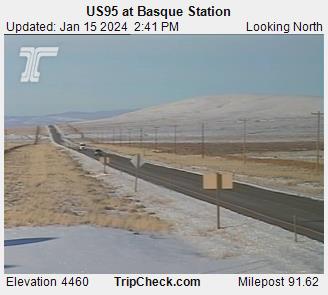 US95 at Basque Station
Updated: Jan 15 2024 2:41 PM Looking North
Elevation 4460 TripCheck.com Milepost 91.62